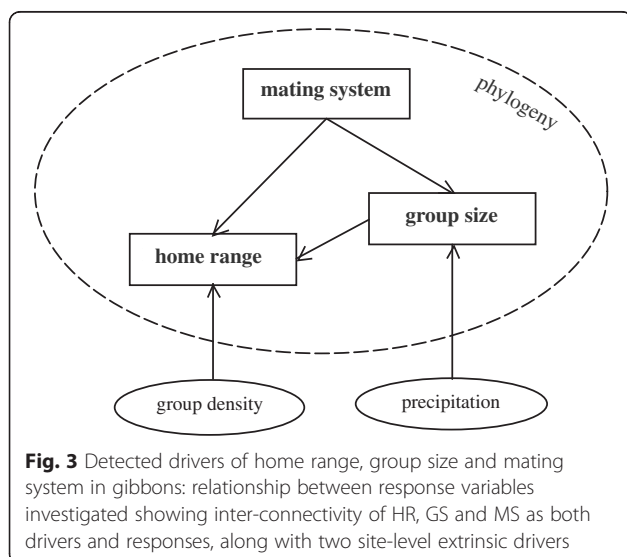 mating system
phylogeny
group size
home range
group density
precipitation
Fig. 3 Detected drivers of home range, group size and mating
system in gibbons: relationship between response variables
investigated showing inter-connectivity of HR, GS and MS as both
drivers and responses, along with two site-level extrinsic drivers